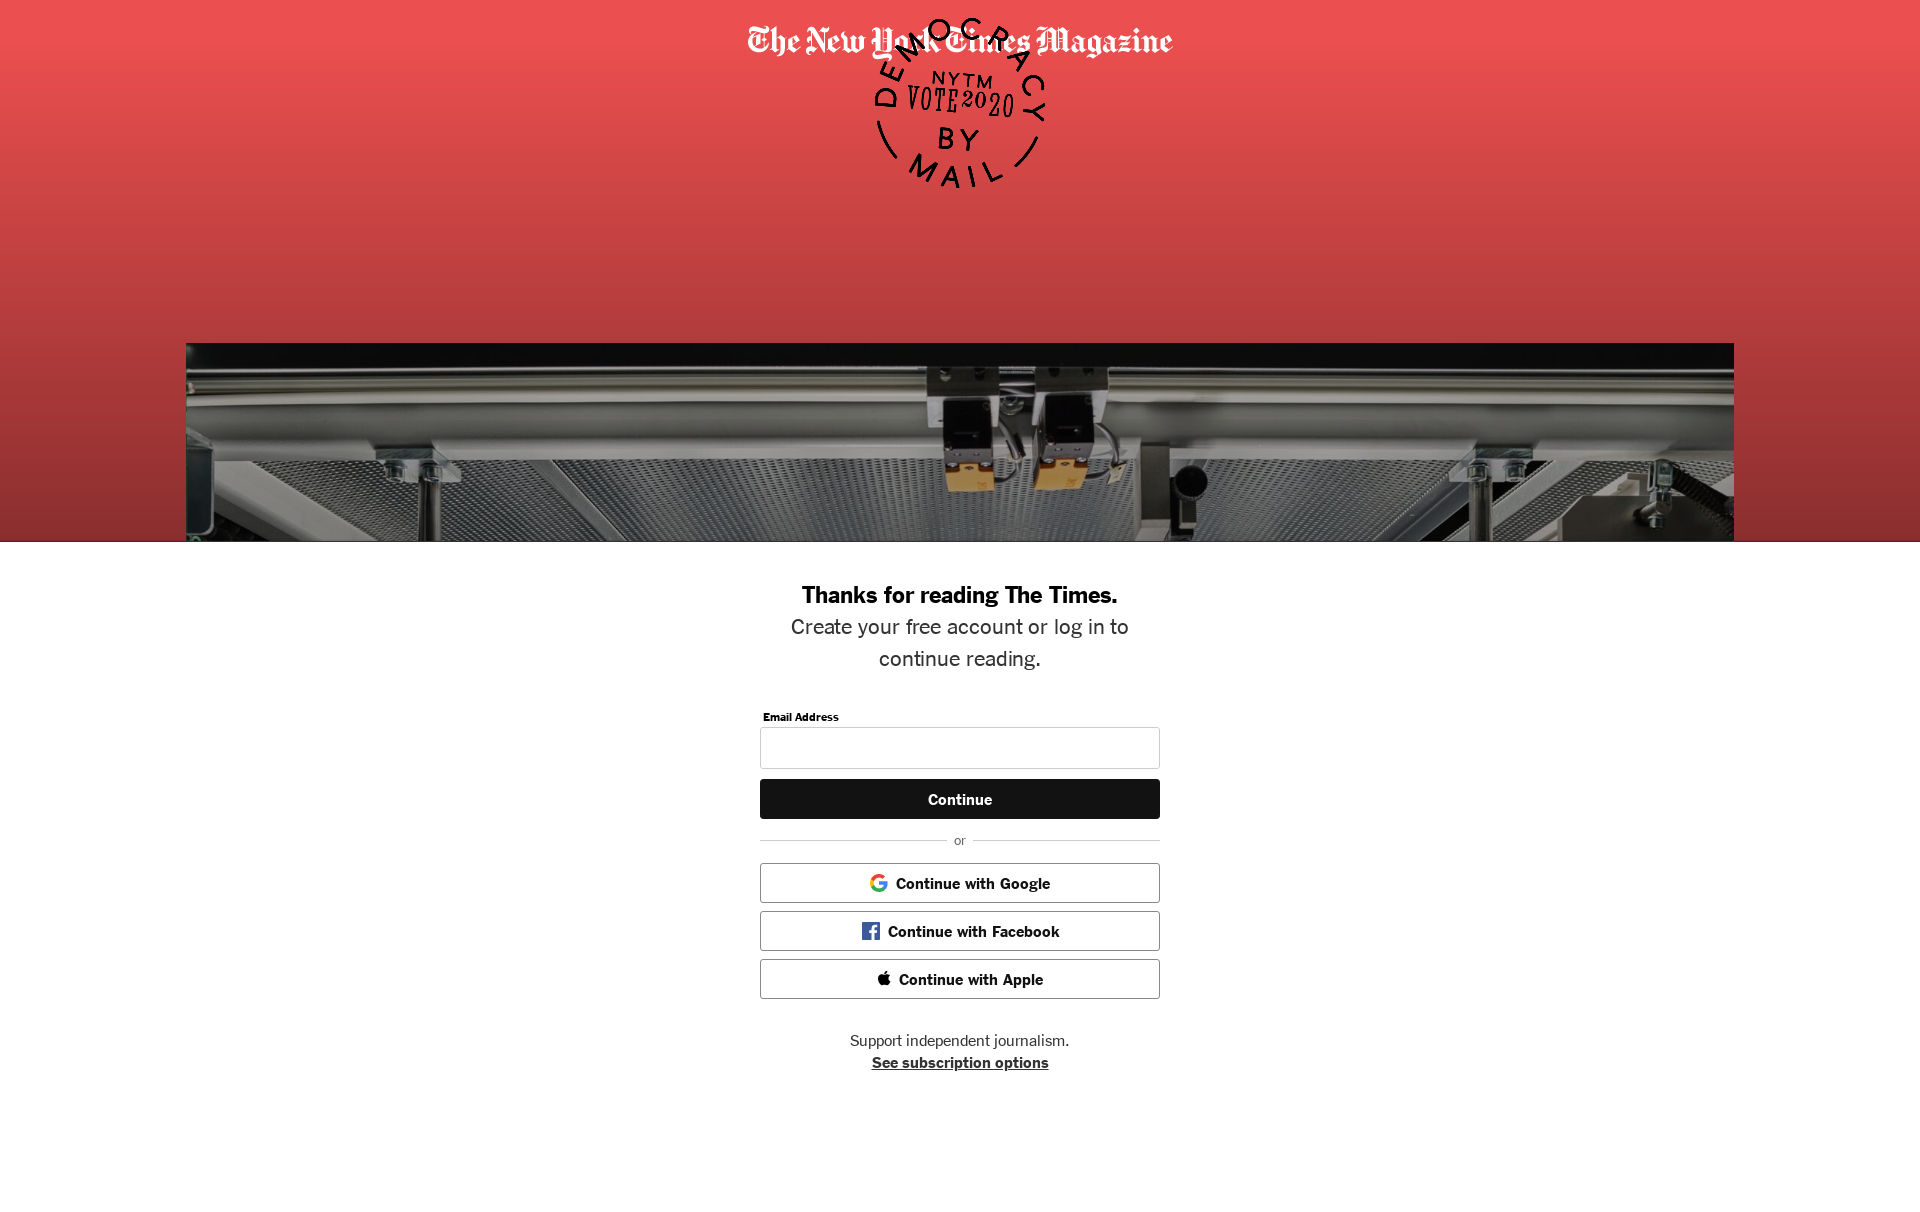 The New York Times Magazine
DEMOCRACY
NYTM
VOTE2020
BY
MAIL
Thanks for reading The Times.
Create your free account or log in to
continue reading.
Email Address
Continue
or
Continue with Google
Continue with Facebook
Continue with Apple
Support independent journalism.
See subscription options